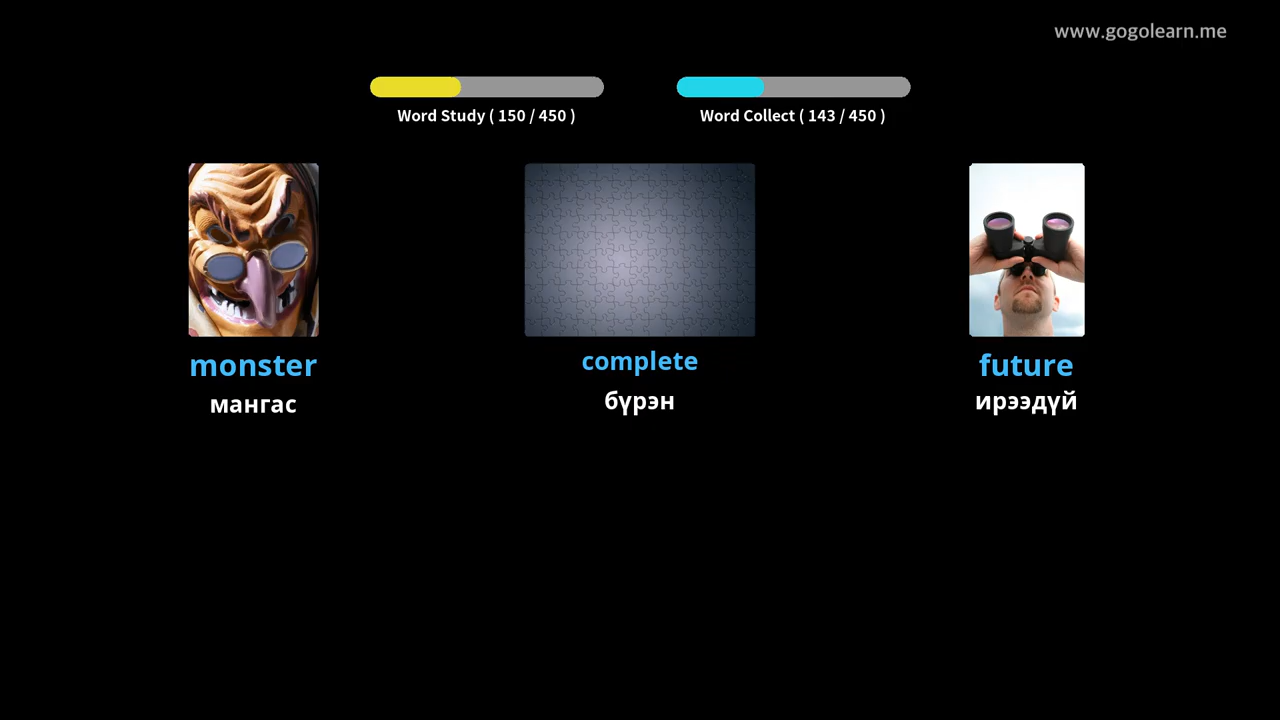 www.gogolearn.me
Word Study ( 150 / 450 )
Word Collect ( 143 / 450 )
monster
мангас
complete
бүрэн
future
ирээдүй